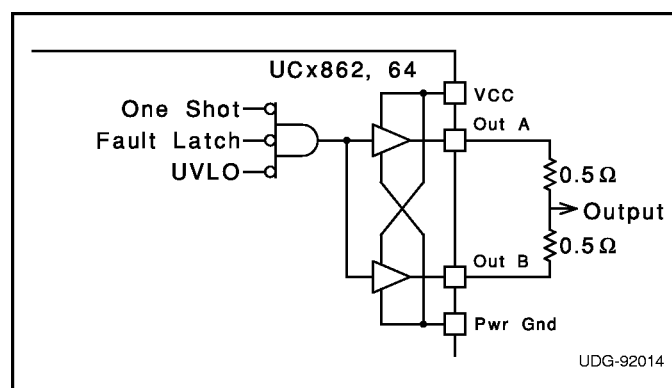 UCx862, 64
VCC
One Shot
Out A
Fault Latch
UVLO
0.5 Ω
Output
0.5 Ω
Out B
Pwr Gnd
UDG-92014